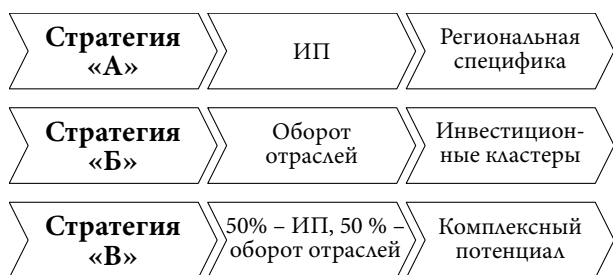 Стратегия
«А»
ИП
Региональная
специфика
Стратегия
«Б»
Оборот
отраслей
Инвестицион-
ные кластеры
Стратегия
«В»
50% – ИП, 50 % –
оборот отраслей
Комплексный
потенциал